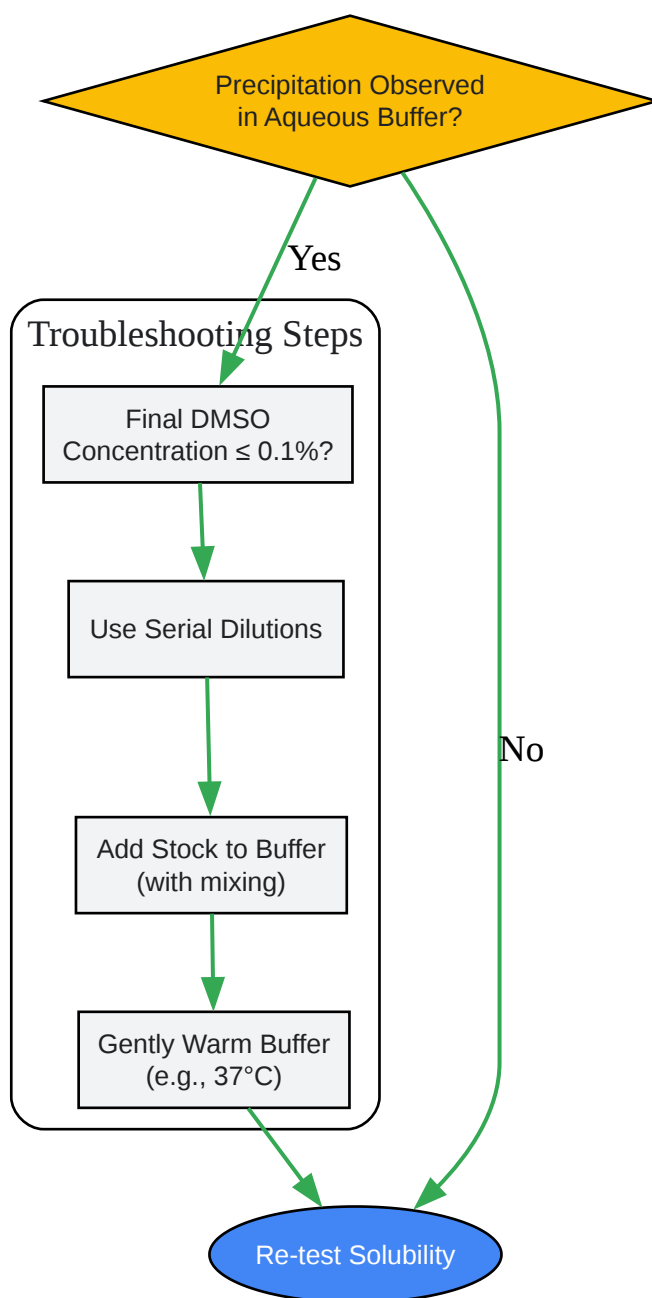 Precipitation Observed
in Aqueous Buffer?
Yes
Troubleshooting Steps
Final DMSO
Concentration ≤ 0.1%?
Use Serial Dilutions
No
Add Stock to Buffer
(with mixing)
Gently Warm Buffer
(e.g., 37°C)
Re-test Solubility